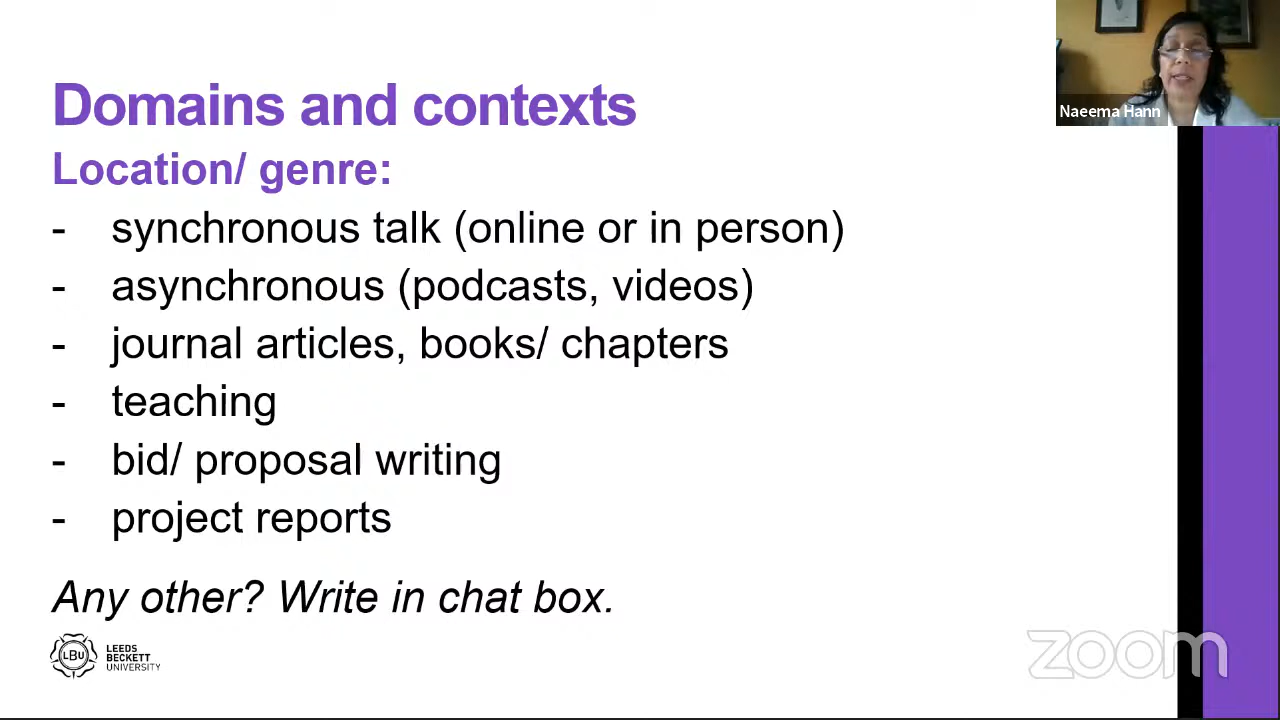 Domains and contexts
Location/ genre:
- synchronous talk (online or in person)
- asynchronous (podcasts, videos)
- journal articles, books/ chapters
- teaching
- bid/ proposal writing
- project reports
Any other? Write in chat box.
LBU
LEEDS
BECKETT
UNIVERSITY
Naeema Hann
zoom